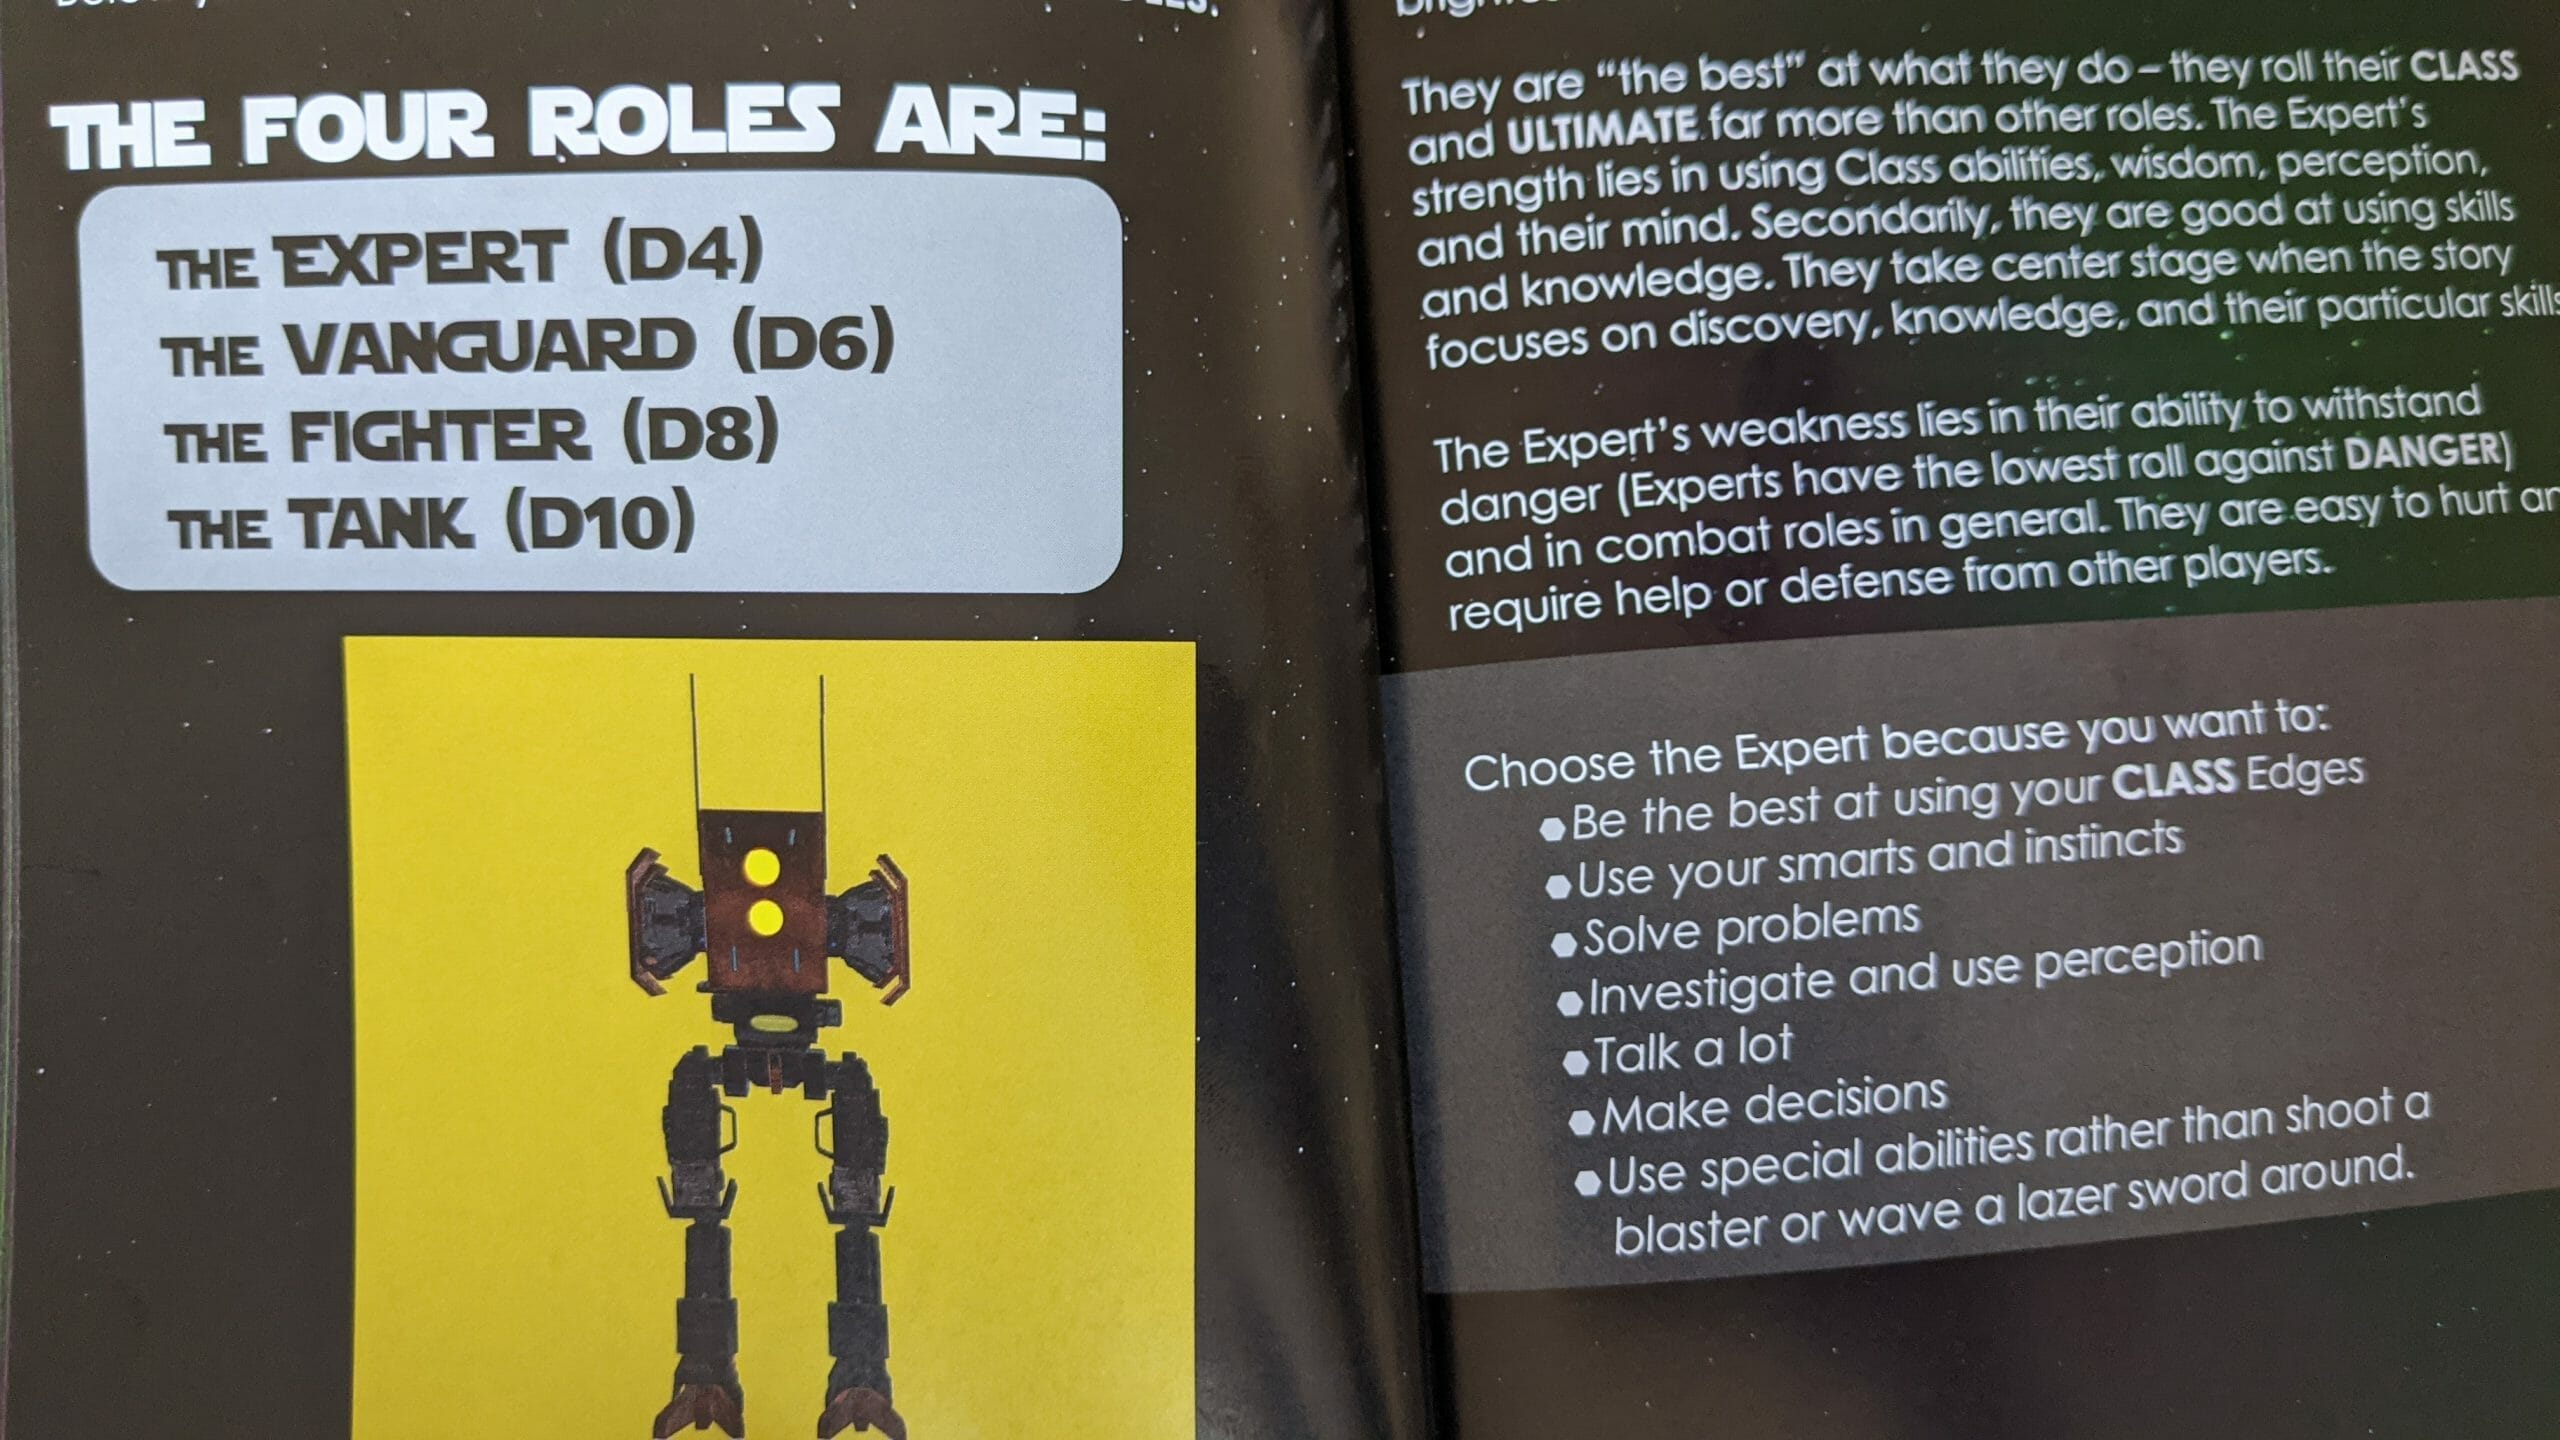 THE FOUR ROLES ARE:
THE EXPERT (D4)
THE VANGUARD (D6)
THE FIGHTER (D8)
THE TANK (D10)
They are “the best” at what they do – they roll their CLASS
and ULTIMATE far more than other roles. The Expert’s
strength lies in using Class abilities, wisdom, perception,
and their mind. Secondarily, they are good at using skills
and knowledge. They take center stage when the story
focuses on discovery, knowledge, and their particular skills
The Expert’s weakness lies in their ability to withstand
danger (Experts have the lowest roll against DANGER)
and in combat roles in general. They are easy to hurt
require help or defense from other players.
Choose the Expert because you want to:
Be the best at using your CLASS Edges
Use your smarts and instincts
Solve problems
Investigate and use perception
Talk a lot
Make decisions
Use special abilities rather than shoot a
blaster or wave a lazer sword around.